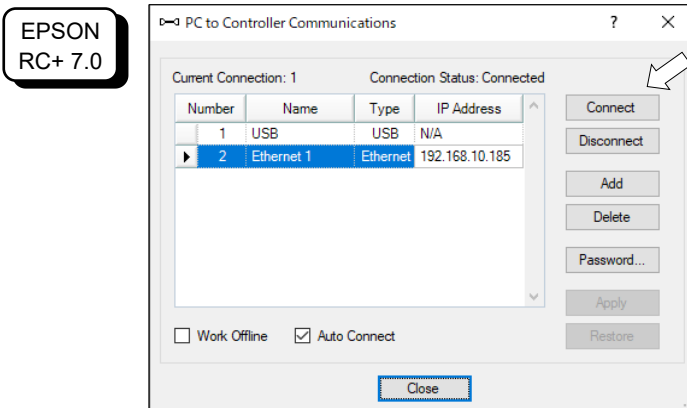 EPSON
RC+ 7.0
PC to Controller Communications
?
Current Connection: 1 Connection Status: Connected
Number Name Type IP Address
1 USB USB N/A
2 Ethernet 1 Ethernet 192.168.10.185
Connect
Disconnect
Add
Delete
Password...
Apply
Restore
Work Offline Auto Connect
Close